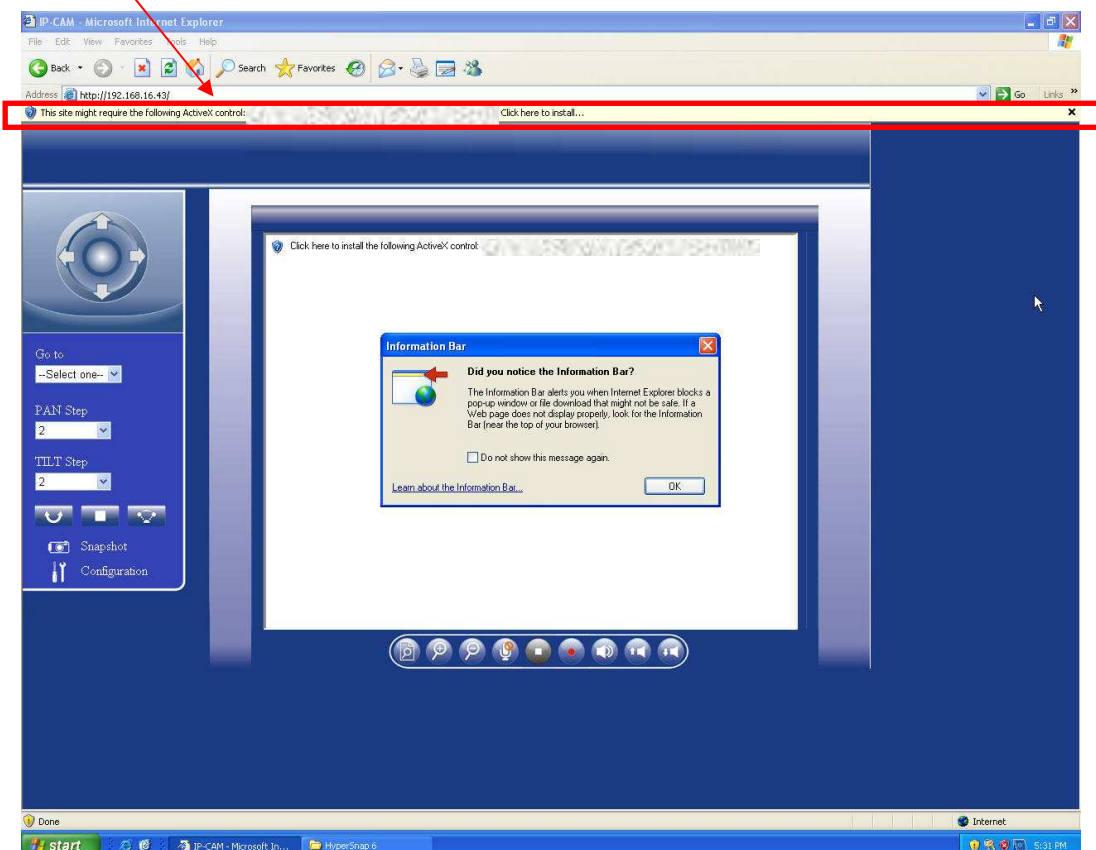 IP-CAM - Microsoft Internet Explorer
File Edit View Favorites Tools Help
Back Search Favorites
Address http://192.168.16.43/ Go Links »
This site might require the following ActiveX control: Click here to install...
Click here to install the following ActiveX control:
Go to
--Select one--
PAN Step
2
TILT Step
2
Snapshot
Configuration
Information Bar
Did you notice the Information Bar?
The Information Bar alerts you when Internet Explorer blocks a
pop-up window or file download that might not be safe. If a
Web page does not display properly, look for the Information
Bar (near the top of your browser).
Do not show this message again.
Learn about the Information Bar...
OK
Done Internet
start IP-CAM - Microsoft In... HyperSnap 6 5:31 PM